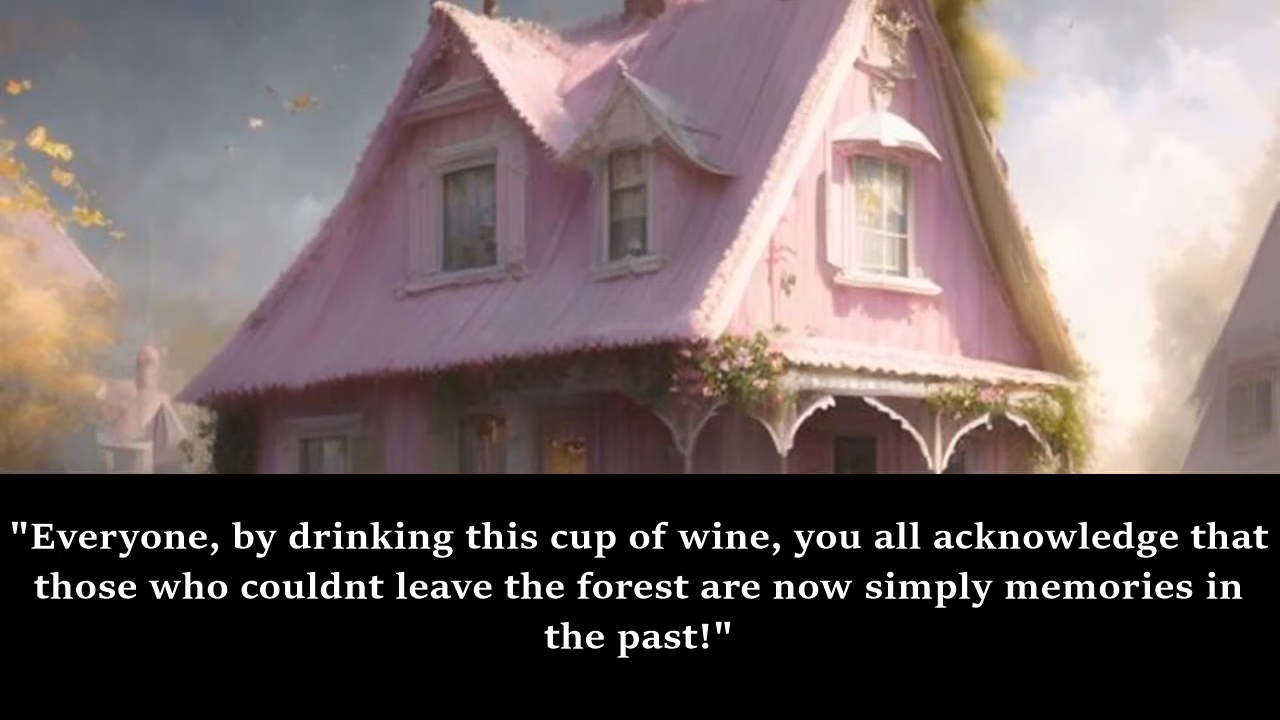 "Everyone, by drinking this cup of wine, you all acknowledge that
those who couldnt leave the forest are now simply memories in
the past!"